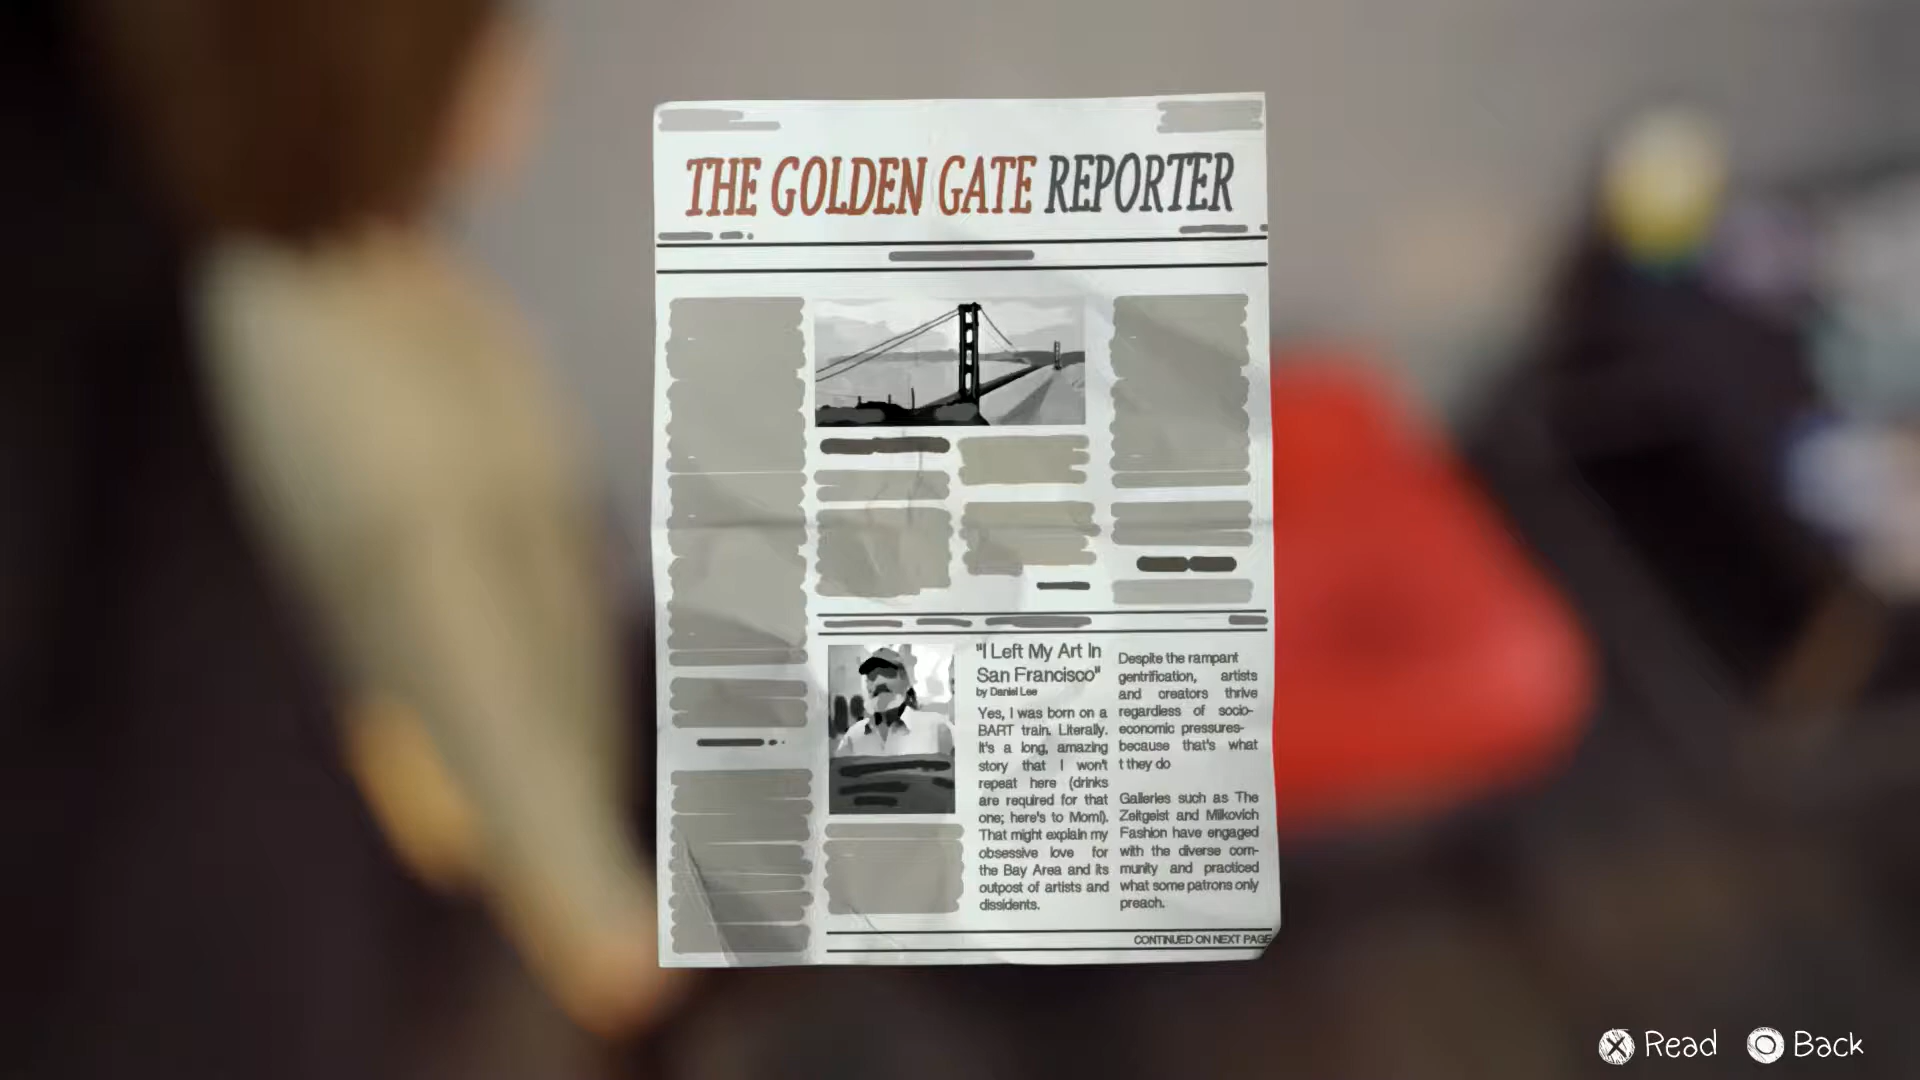 THE GOLDEN GATE REPORTER
"I Left My Art In
San Francisco"
by Daniel Lee
Yes, I was born on a
BART train. Literally.
It's a long, amazing
story that I won't
repeat here (drinks
are required for that
one; here's to Mom!).
That might explain my
obsessive love for
the Bay Area and its
outpost of artists and
dissidents.
Despite the rampant
gentrification, artists
and creators thrive
regardless of socio-
economic pressures-
because that's what
t they do
Galleries such as The
Zeitgeist and Milkovich
Fashion have engaged
with the diverse com-
munity and practiced
what some patrons only
preach.
CONTINUED ON NEXT PAGE
Read
Back